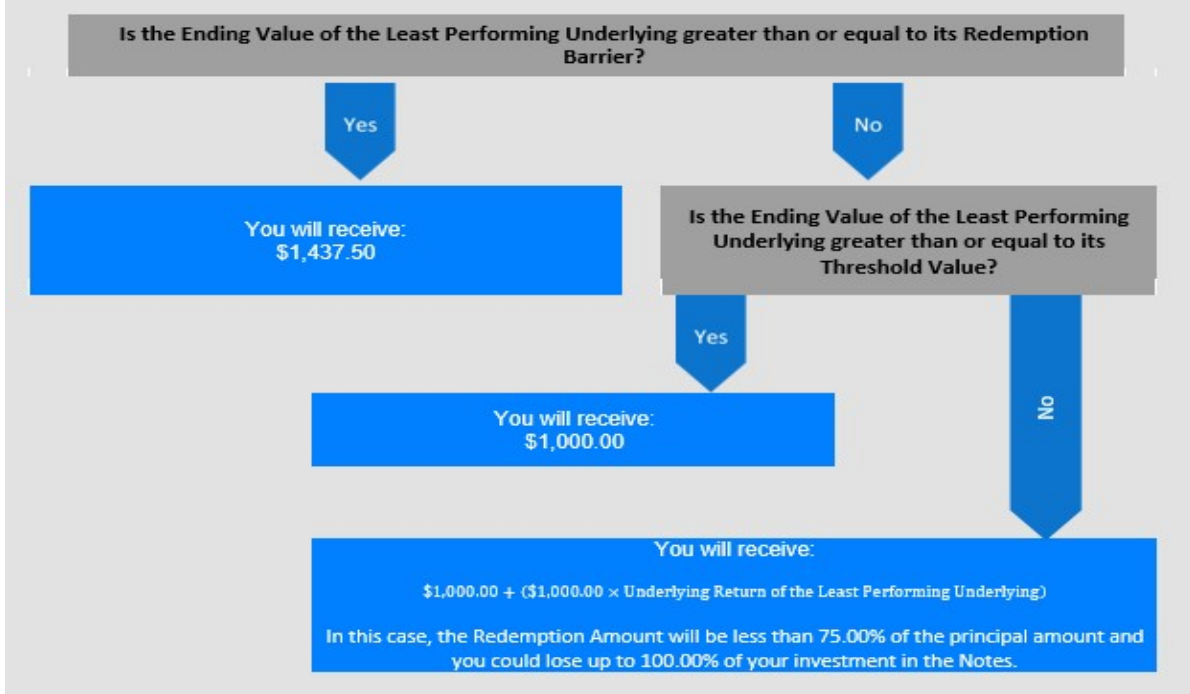 Is the Ending Value of the Least Performing Underlying greater than or equal to its Redemption
Barrier?
Yes
No
You will receive:
$1,437.50
Is the Ending Value of the Least Performing
Underlying greater than or equal to its
Threshold Value?
Yes
No
You will receive:
$1,000.00
You will receive:
$1,000.00 + ($1,000.00 × Underlying Return of the Least Performing Underlying)
In this case, the Redemption Amount will be less than 75.00% of the principal amount and
you could lose up to 100.00% of your investment in the Notes.